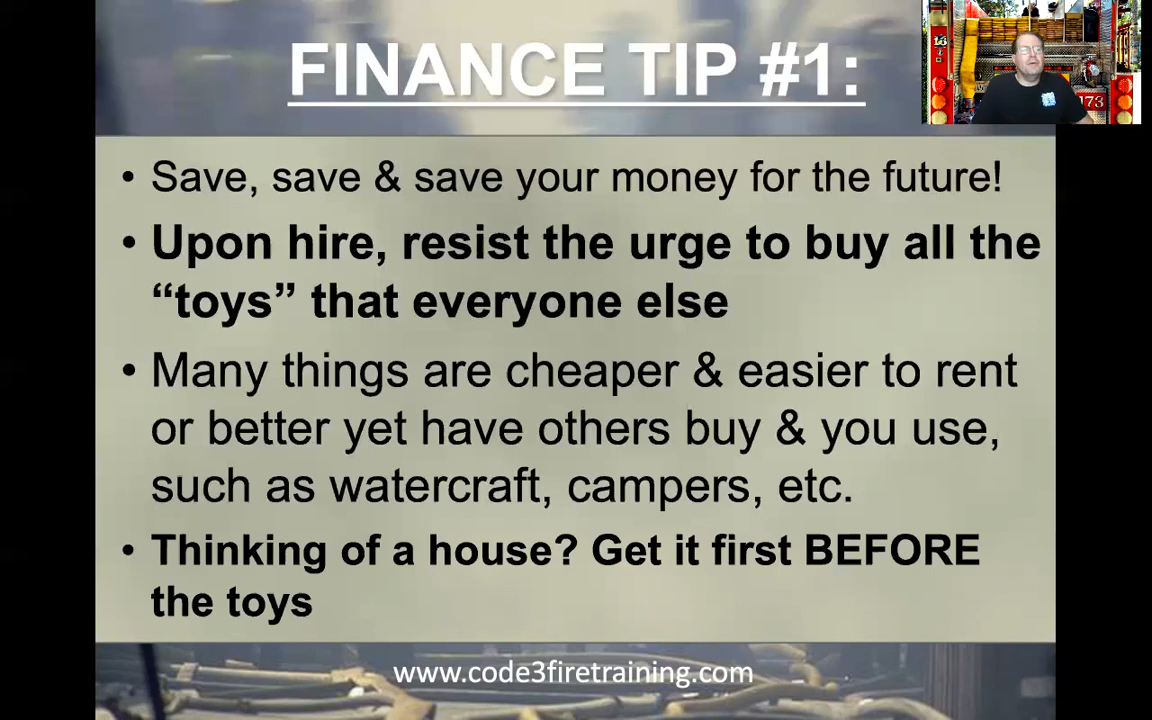 FINANCE TIP #1:
• Save, save & save your money for the future!
• Upon hire, resist the urge to buy all the
“toys” that everyone else
• Many things are cheaper & easier to rent
or better yet have others buy & you use,
such as watercraft, campers, etc.
• Thinking of a house? Get it first BEFORE
the toys
www.code3firetraining.com
173